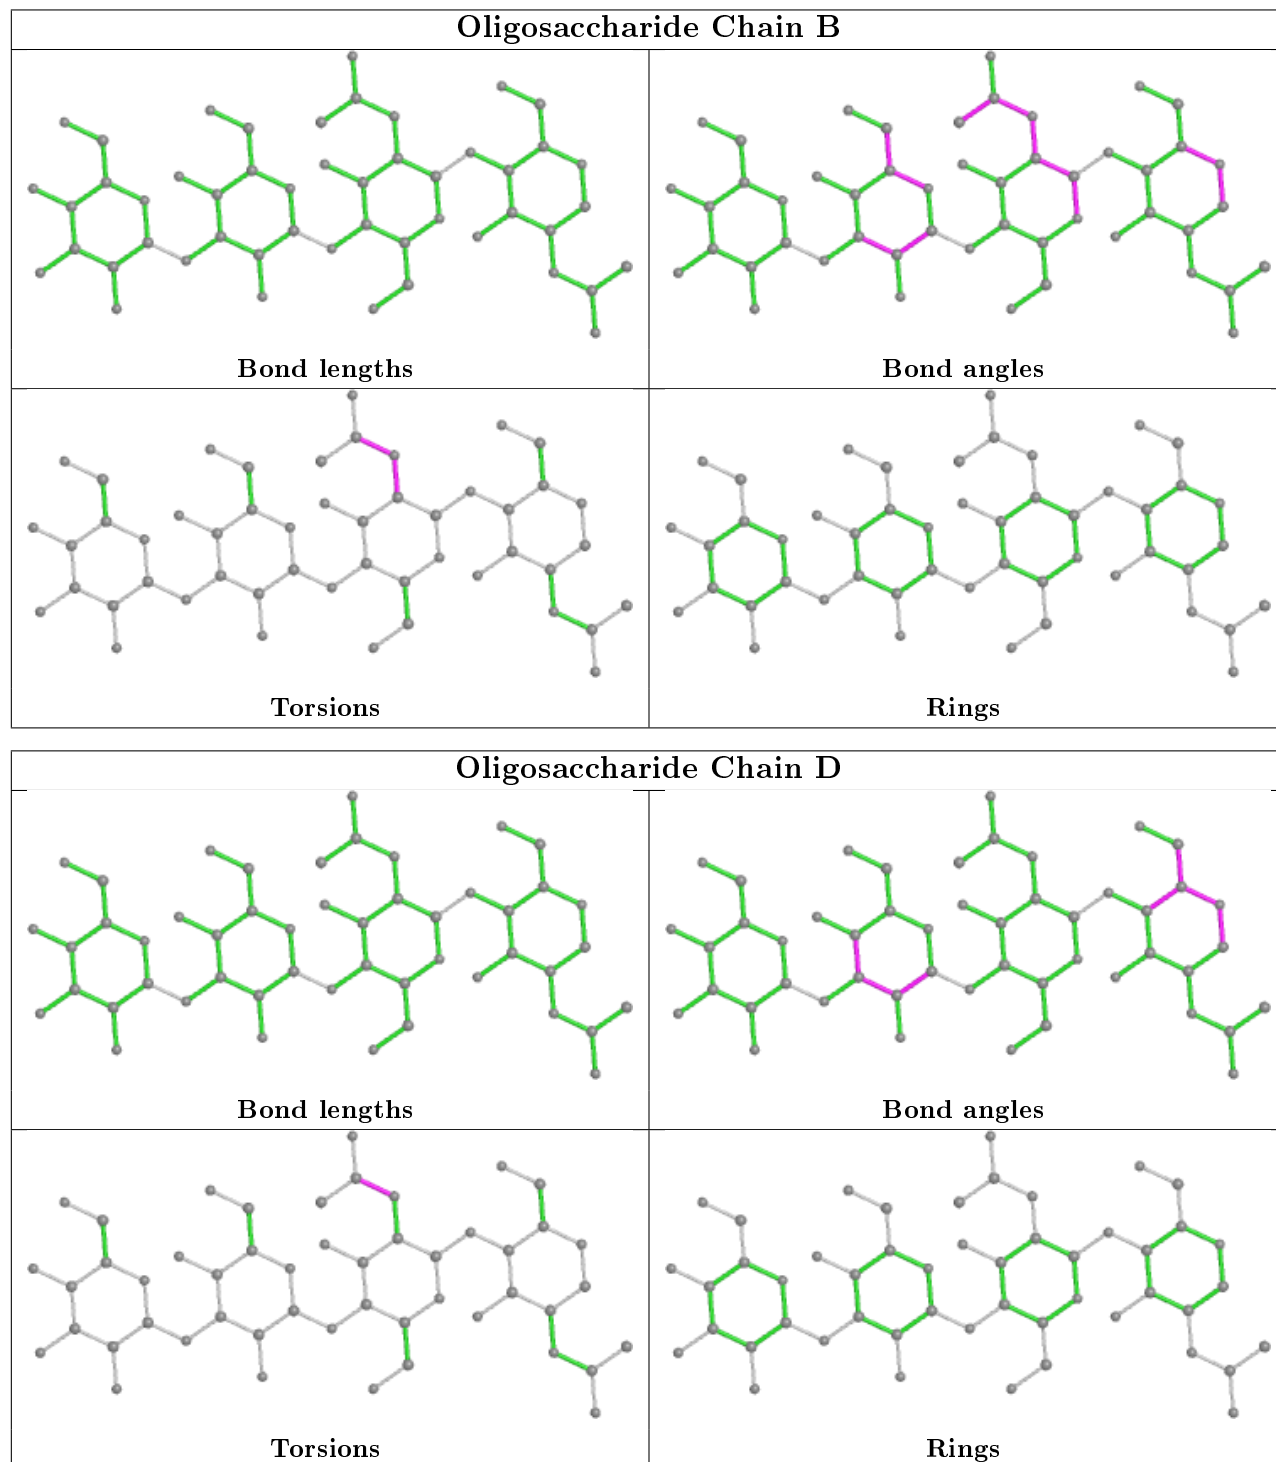 Oligosaccharide Chain B
Bond lengths
Bond angles
Torsions
Rings
Oligosaccharide Chain D
Bond lengths
Bond angles
Torsions
Rings